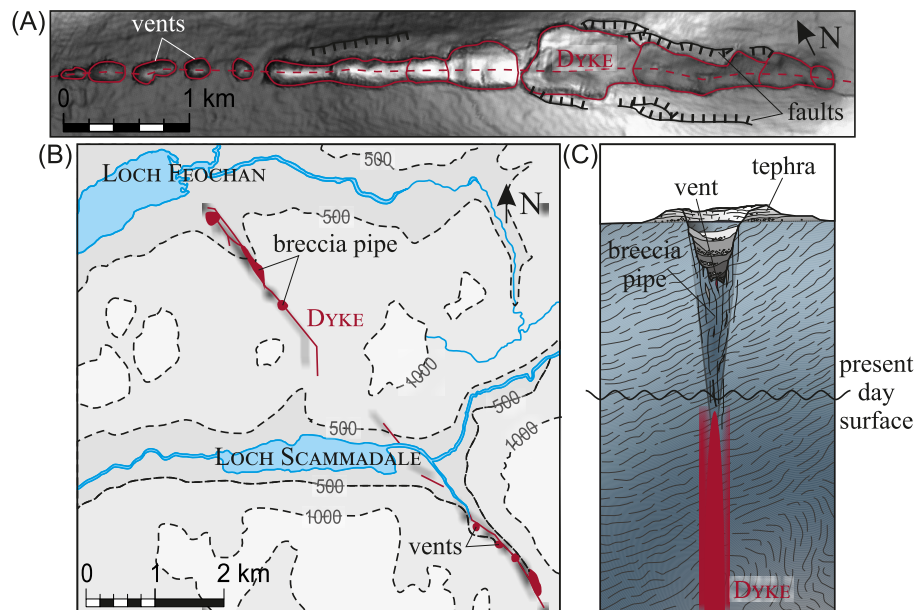 (A)
vents
DYKE
N
faults
0 1 km
(B)
500
500
LOCH FEOCHAN
N
breccia pipe
DYKE
1000
500
500
1000
LOCH SCAMMADALE
500
1000
vents
0 1 2 km
(C)
tephra
vent
breccia
pipe
present
day
surface
DYKE